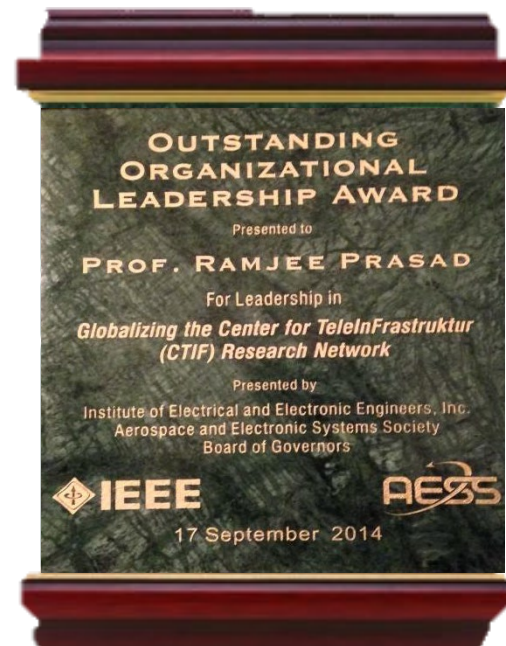 OUTSTANDING
ORGANIZATIONAL
LEADERSHIP AWARD
Presented to
PROF. RAMJEE PRASAD
For Leadership in
Globalizing the Center for TeleInFrastruktur
(CTIF) Research Network
Presented by
Institute of Electrical and Electronic Engineers, Inc.
Aerospace and Electronic Systems Society
Board of Governors
IEEE
AESS
17 September 2014